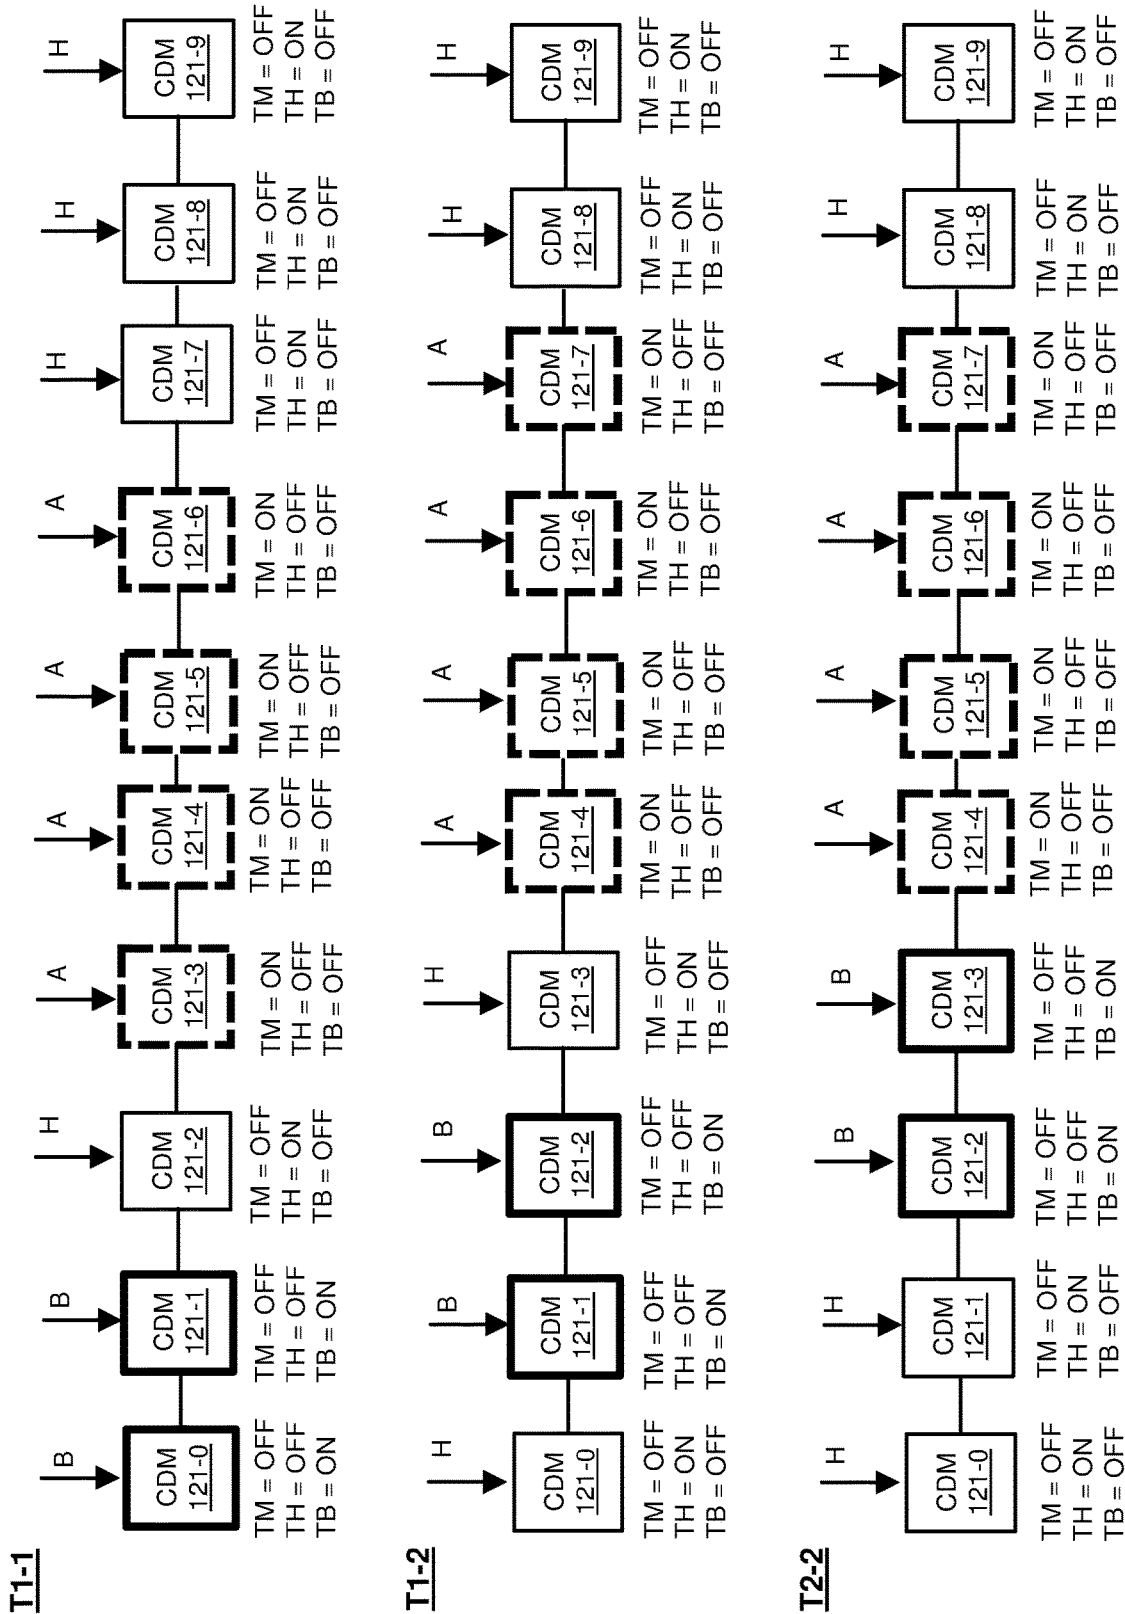 T1-1
B B H A A A A H H H
CDM CDM CDM CDM CDM CDM CDM CDM CDM CDM
121-0 121-1 121-2 121-3 121-4 121-5 121-6 121-7 121-8 121-9
TM = OFF TM = OFF TM = OFF TM = ON TM = ON TM = ON TM = ON TM = OFF TM = OFF TM = OFF
TH = OFF TH = OFF TH = ON TH = OFF TH = OFF TH = OFF TH = OFF TH = ON TH = ON TH = ON
TB = ON TB = ON TB = OFF TB = OFF TB = OFF TB = OFF TB = OFF TB = OFF TB = OFF TB = OFF
T1-2
H B B H A A A A H H
CDM CDM CDM CDM CDM CDM CDM CDM CDM CDM
121-0 121-1 121-2 121-3 121-4 121-5 121-6 121-7 121-8 121-9
TM = OFF TM = OFF TM = OFF TM = OFF TM = ON TM = ON TM = ON TM = ON TM = OFF TM = OFF
TH = ON TH = OFF TH = OFF TH = ON TH = OFF TH = OFF TH = OFF TH = OFF TH = ON TH = ON
TB = OFF TB = ON TB = ON TB = OFF TB = OFF TB = OFF TB = OFF TB = OFF TB = OFF TB = OFF
T2-2
H H B B A A A A H H
CDM CDM CDM CDM CDM CDM CDM CDM CDM CDM
121-0 121-1 121-2 121-3 121-4 121-5 121-6 121-7 121-8 121-9
TM = OFF TM = OFF TM = OFF TM = OFF TM = ON TM = ON TM = ON TM = ON TM = OFF TM = OFF
TH = ON TH = ON TH = OFF TH = OFF TH = OFF TH = OFF TH = OFF TH = OFF TH = ON TH = ON
TB = OFF TB = OFF TB = ON TB = ON TB = OFF TB = OFF TB = OFF TB = OFF TB = OFF TB = OFF